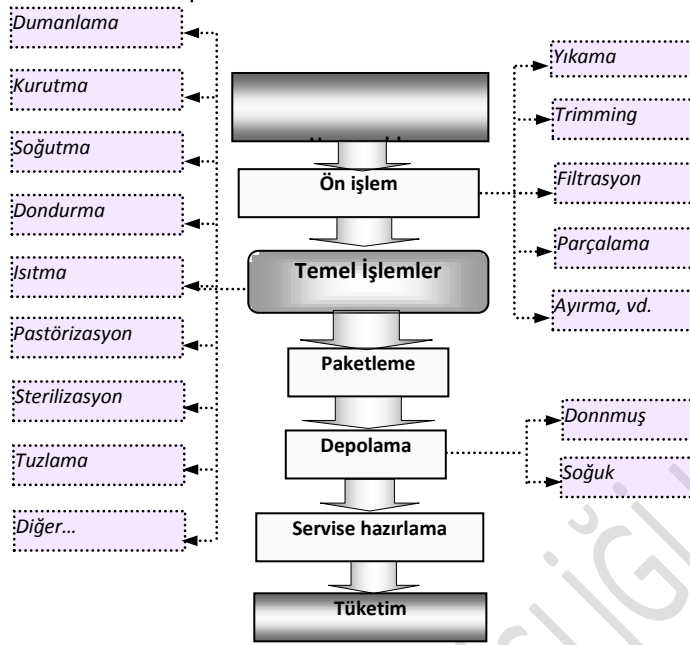 Dumanlama
Kurutma
Soğutma
Dondurma
Isıtma
Pastörizasyon
Sterilizasyon
Tuzlama
Diğer...
Ön işlem
Temel İşlemler
Paketleme
Depolama
Servise hazırlama
Tüketim
Yıkama
Trimming
Filtrasyon
Parçalama
Ayırma, vd.
Donnmuş
Soğuk